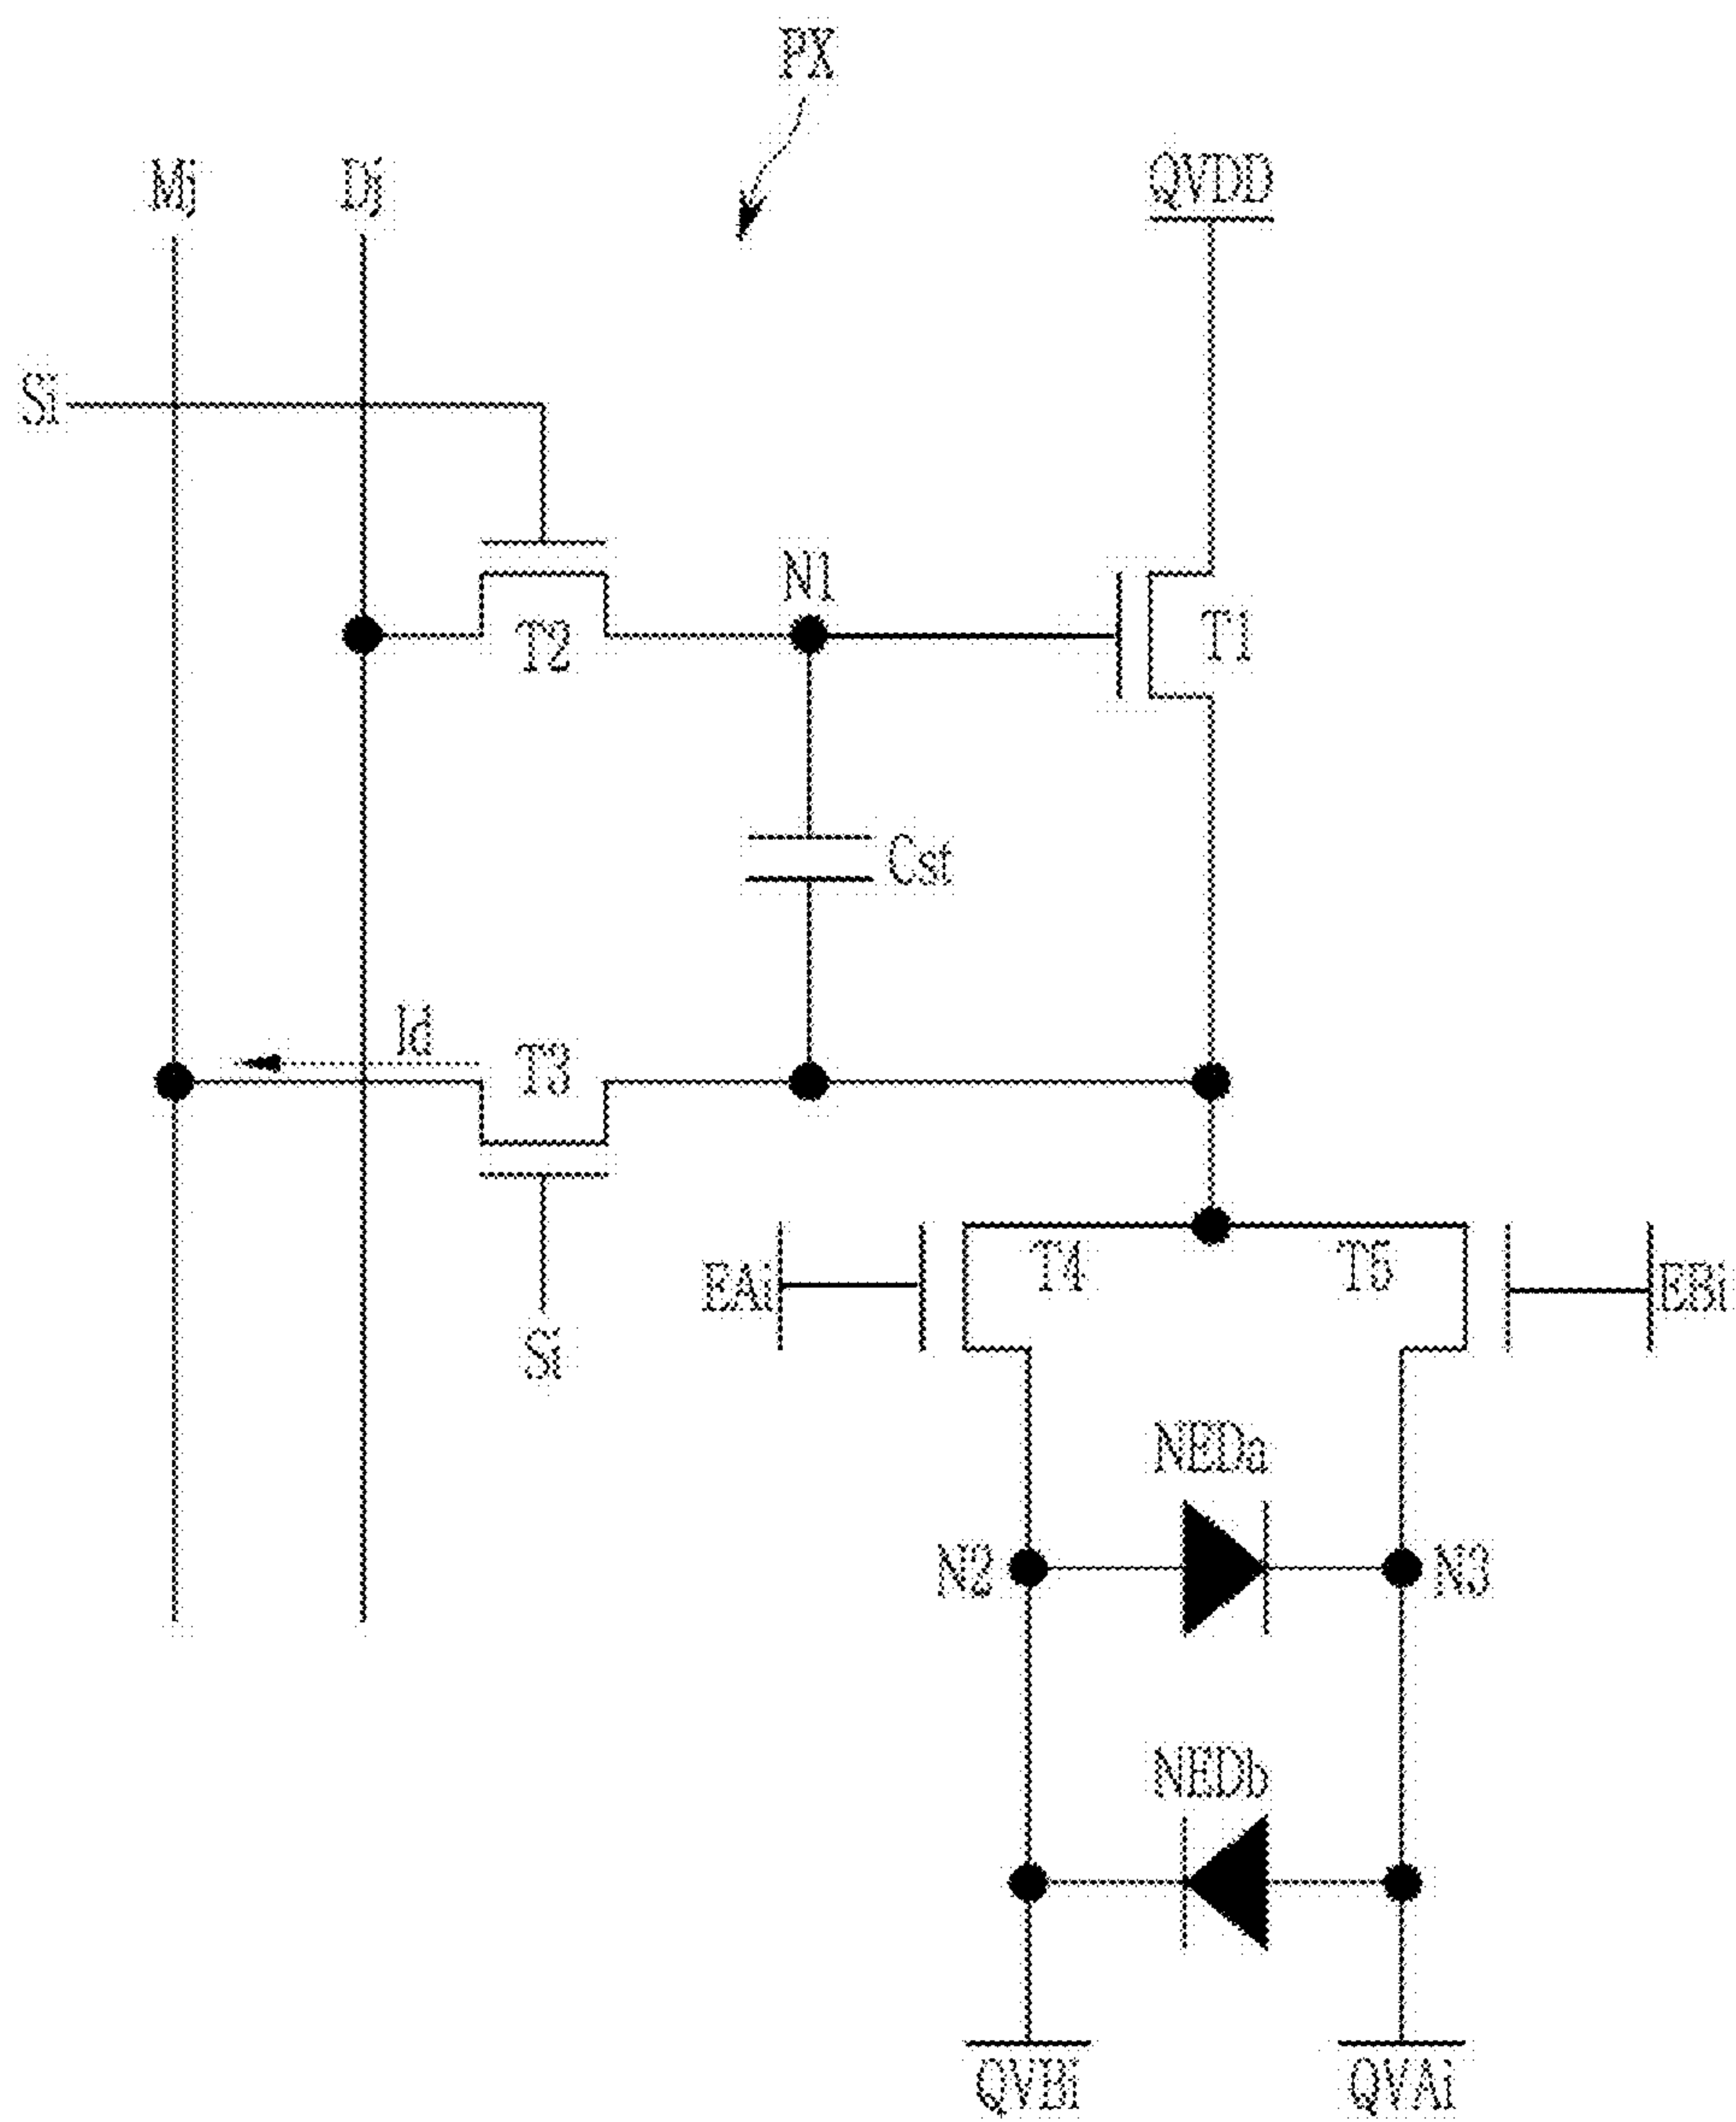 PX
Mj
Dj
QVDD
Si
N1
T2
T1
Cst
Id
T3
T4
T5
EAi
EBi
Si
NEDa
N2
N3
NEDb
QVBi
QVAi